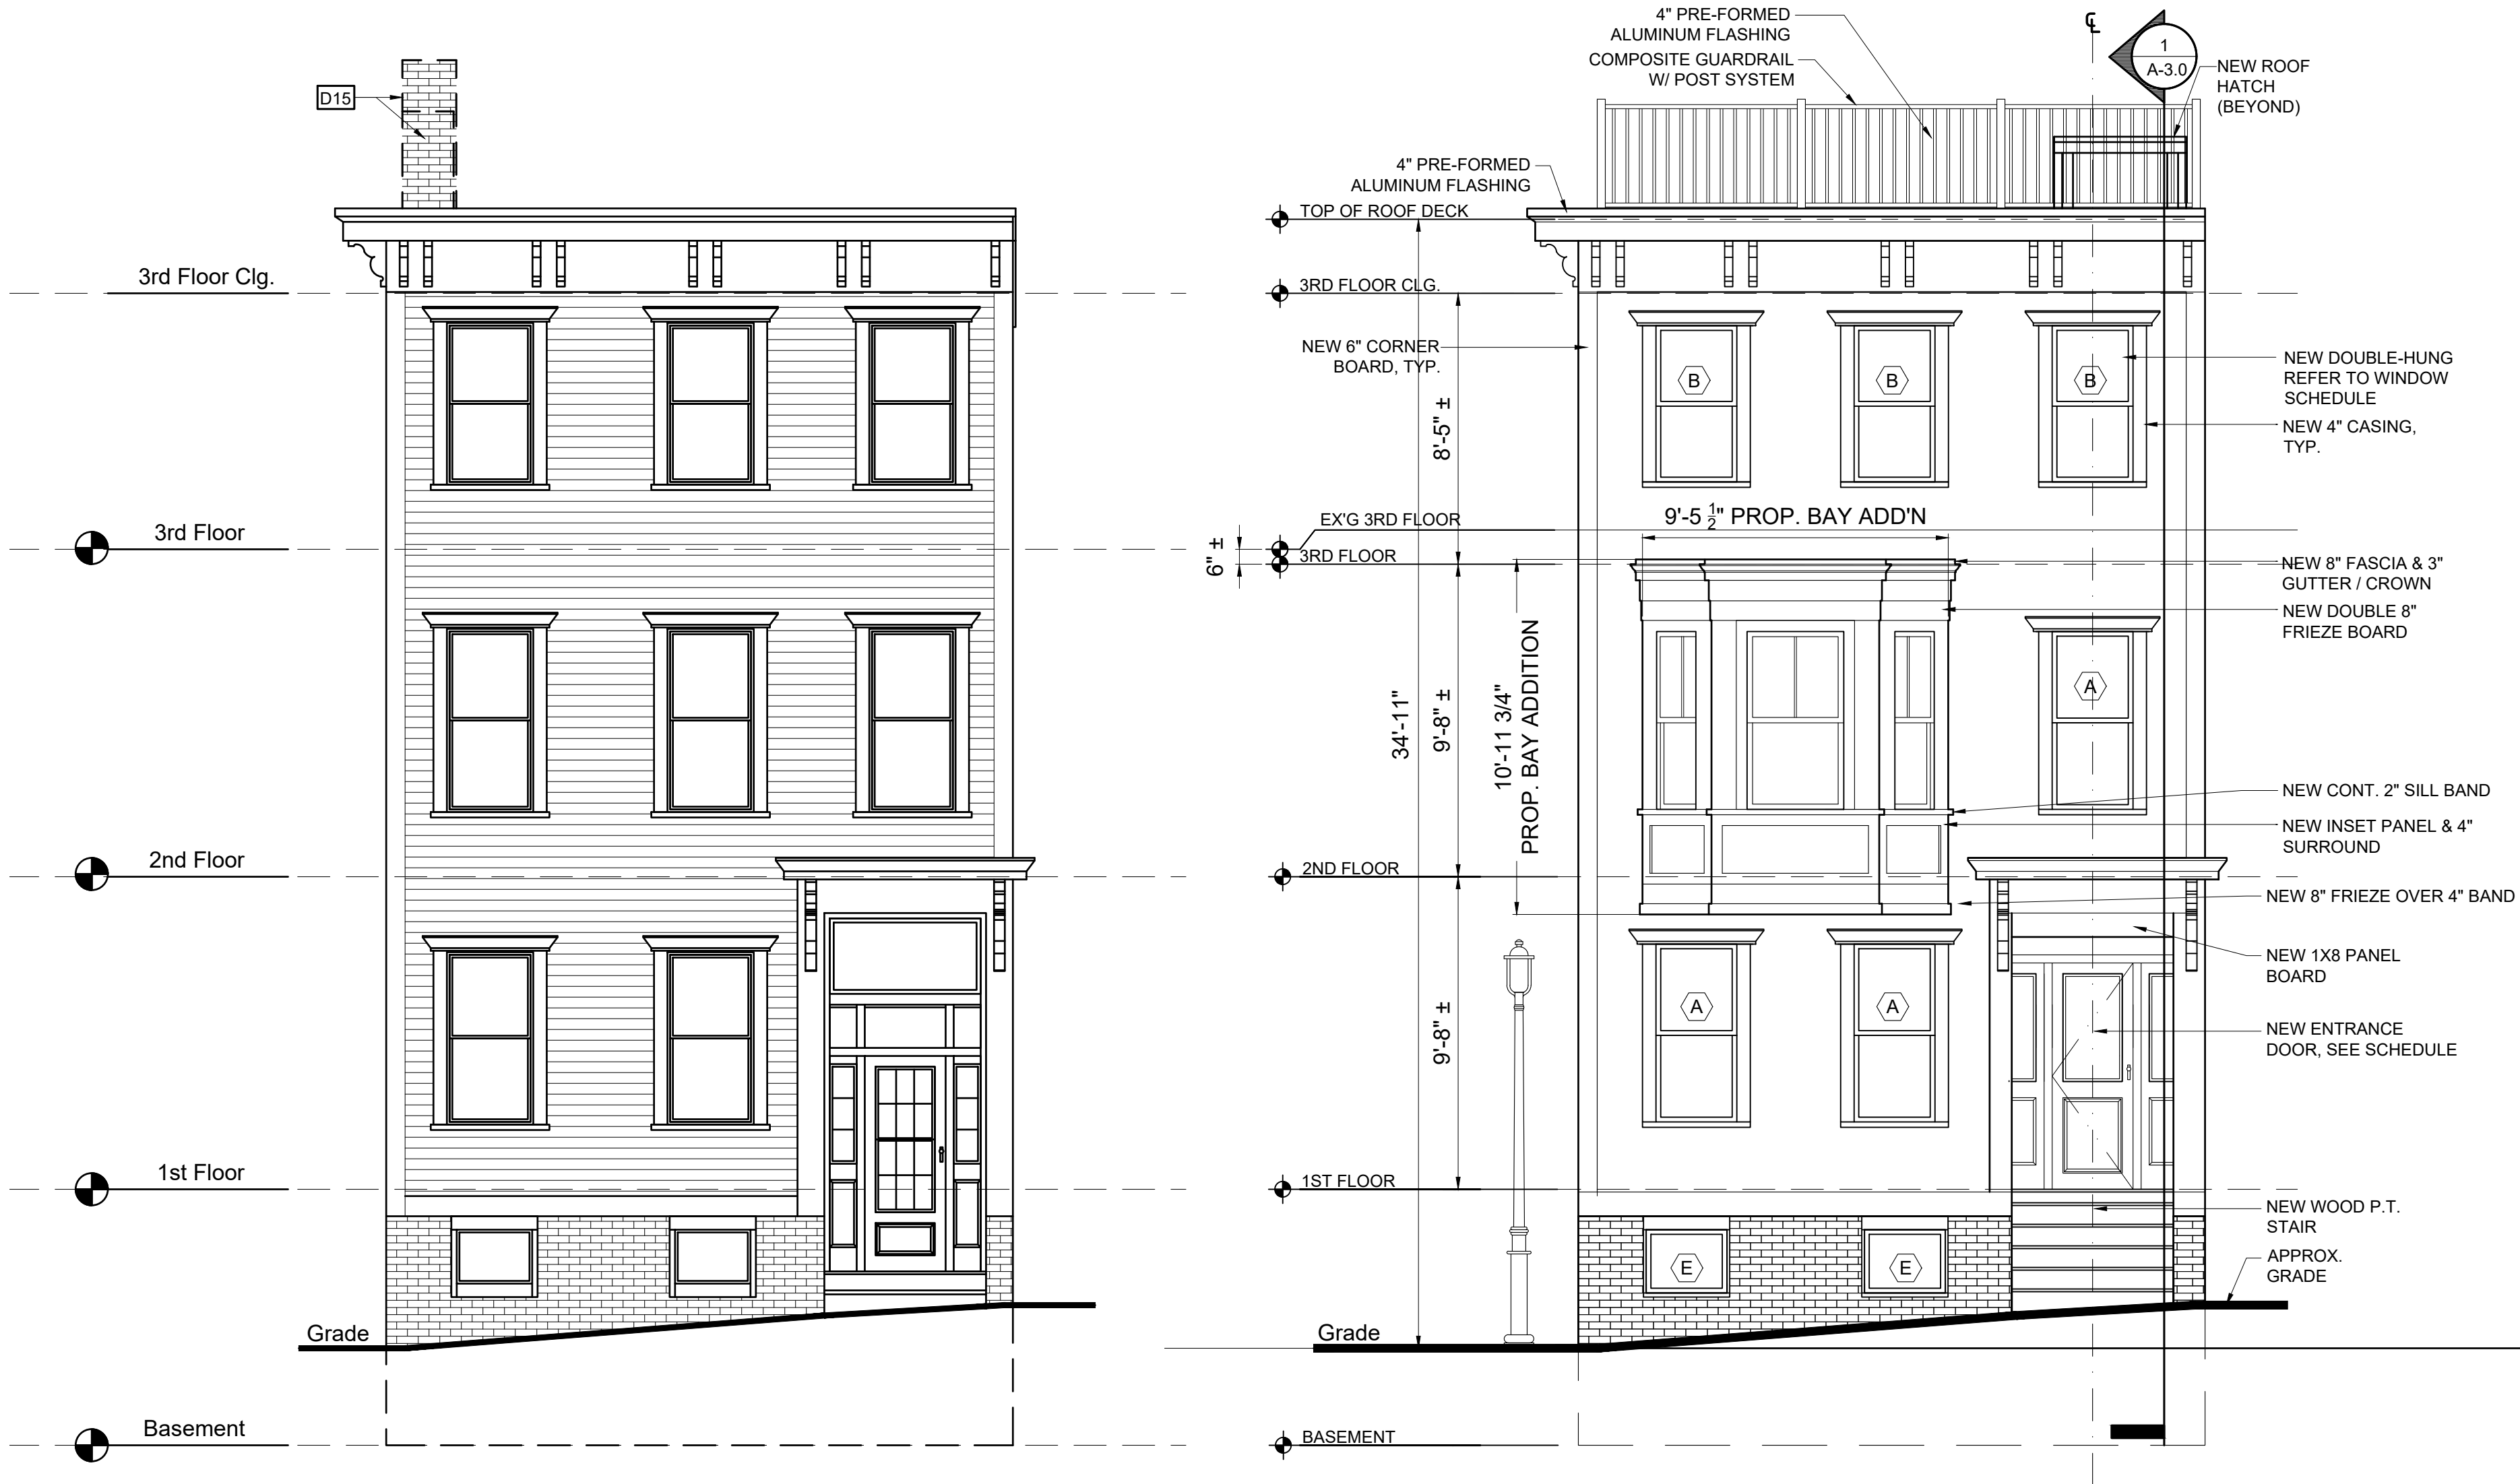 D15
3rd Floor Clg.
3rd Floor
2nd Floor
1st Floor
Grade
Basement
4" PRE-FORMED
ALUMINUM FLASHING
COMPOSITE GUARDRAIL
W/ POST SYSTEM
℄
1
A-3.0
NEW ROOF
HATCH
(BEYOND)
4" PRE-FORMED
ALUMINUM FLASHING
TOP OF ROOF DECK
3RD FLOOR CLG.
NEW 6" CORNER
BOARD, TYP.
8'-5" ±
B
B
B
NEW DOUBLE-HUNG
REFER TO WINDOW
SCHEDULE
NEW 4" CASING,
TYP.
EX'G 3RD FLOOR
9'-5 1/2" PROP. BAY ADD'N
6" ±
3RD FLOOR
NEW 8" FASCIA & 3"
GUTTER / CROWN
NEW DOUBLE 8"
FRIEZE BOARD
34'-11"
9'-8" ±
10'-11 3/4"
PROP. BAY ADDITION
A
NEW CONT. 2" SILL BAND
NEW INSET PANEL & 4"
SURROUND
2ND FLOOR
NEW 8" FRIEZE OVER 4" BAND
NEW 1X8 PANEL
BOARD
9'-8" ±
A
A
NEW ENTRANCE
DOOR, SEE SCHEDULE
1ST FLOOR
NEW WOOD P.T.
STAIR
E
E
APPROX.
GRADE
Grade
BASEMENT